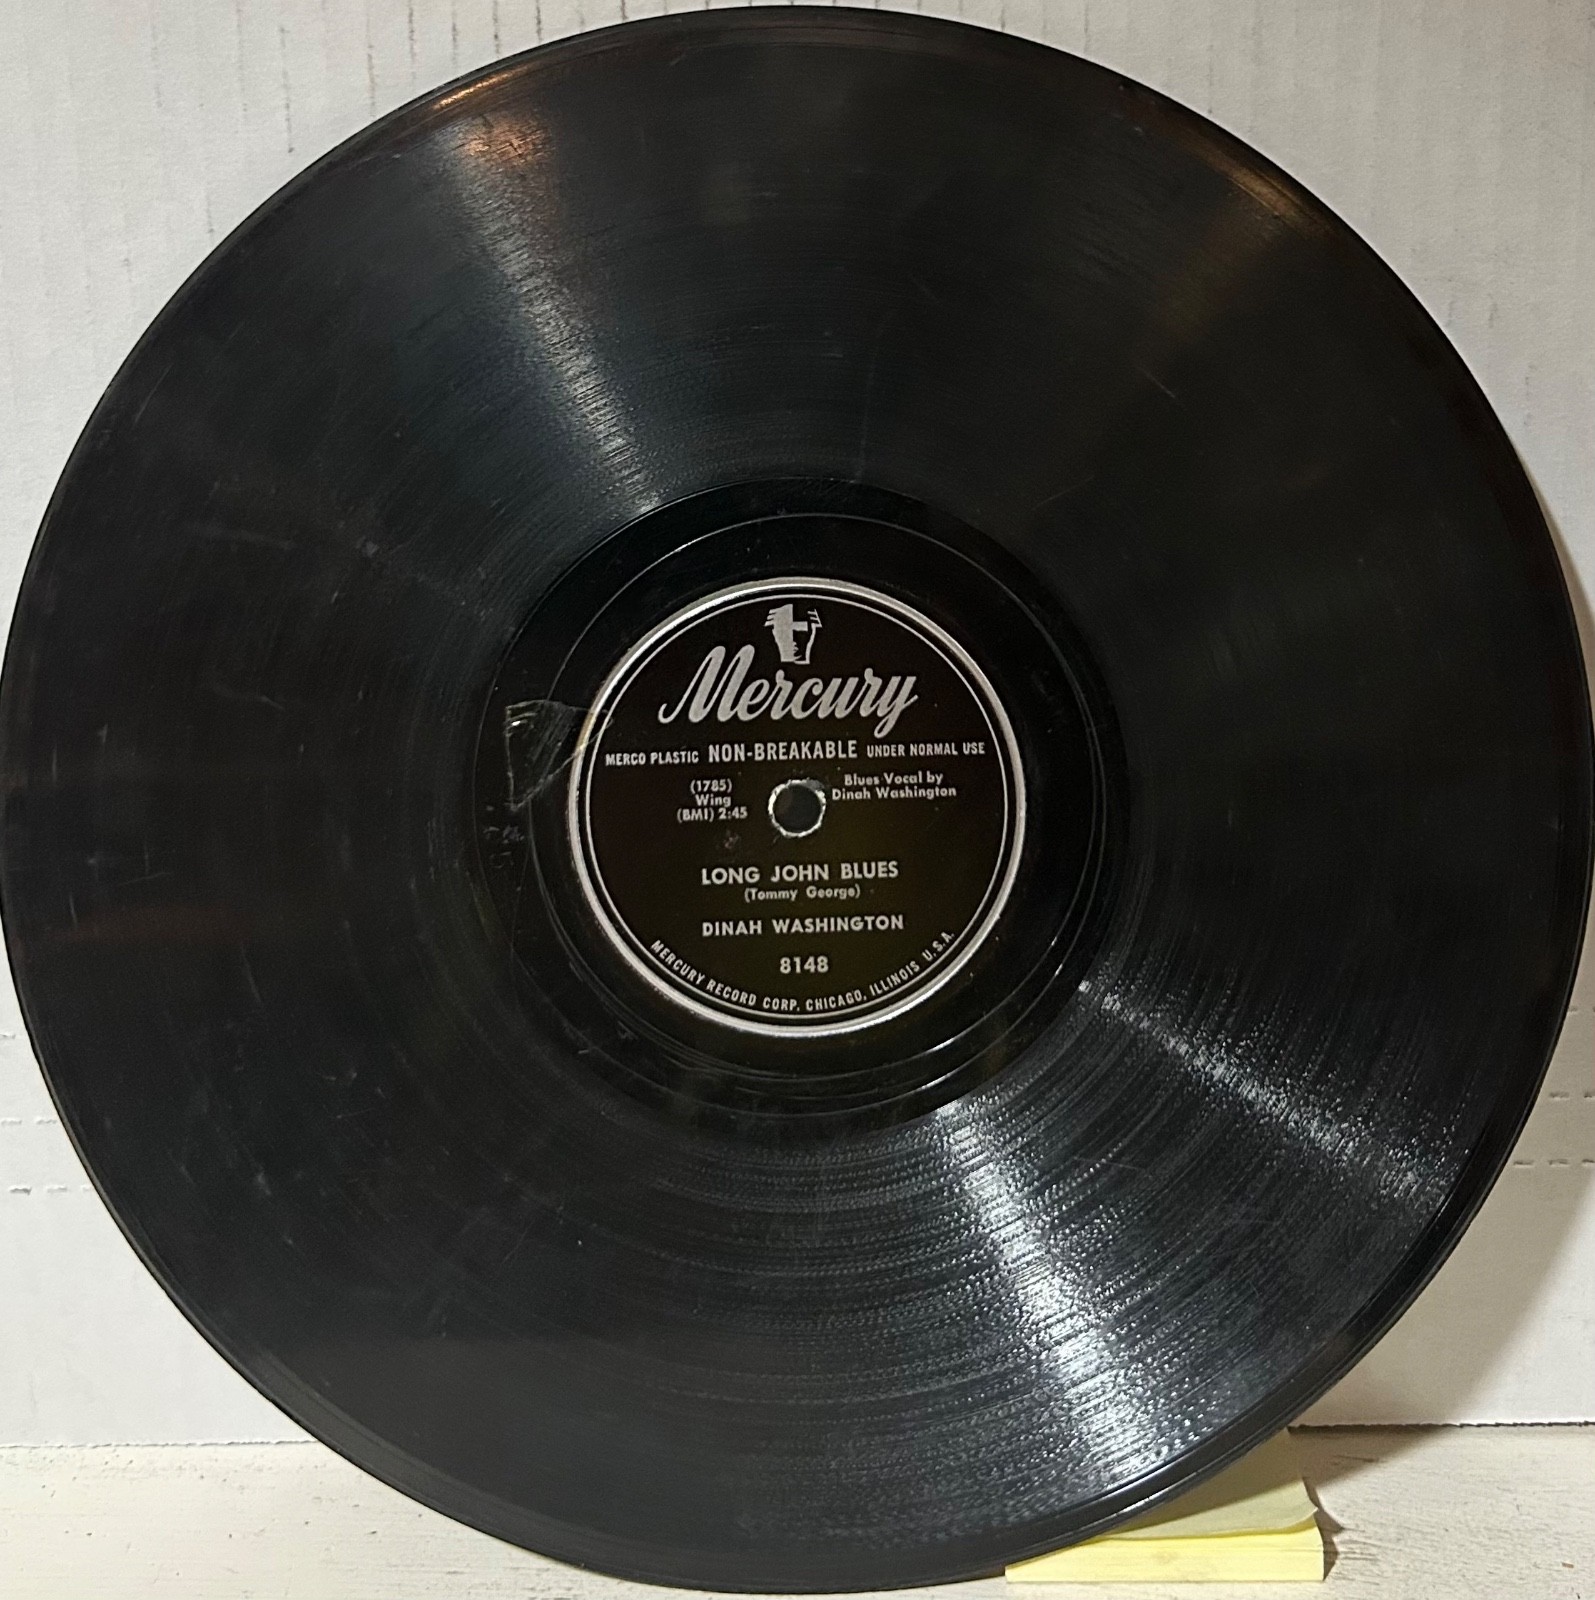 Mercury
MERCO PLASTIC NON-BREAKABLE UNDER NORMAL USE
(1785)
Wing
(BMI) 2:45
Blues Vocal by
Dinah Washington
LONG JOHN BLUES
(Tommy George)
DINAH WASHINGTON
8148
MERCURY RECORD CORP. CHICAGO, ILLINOIS U.S.A.